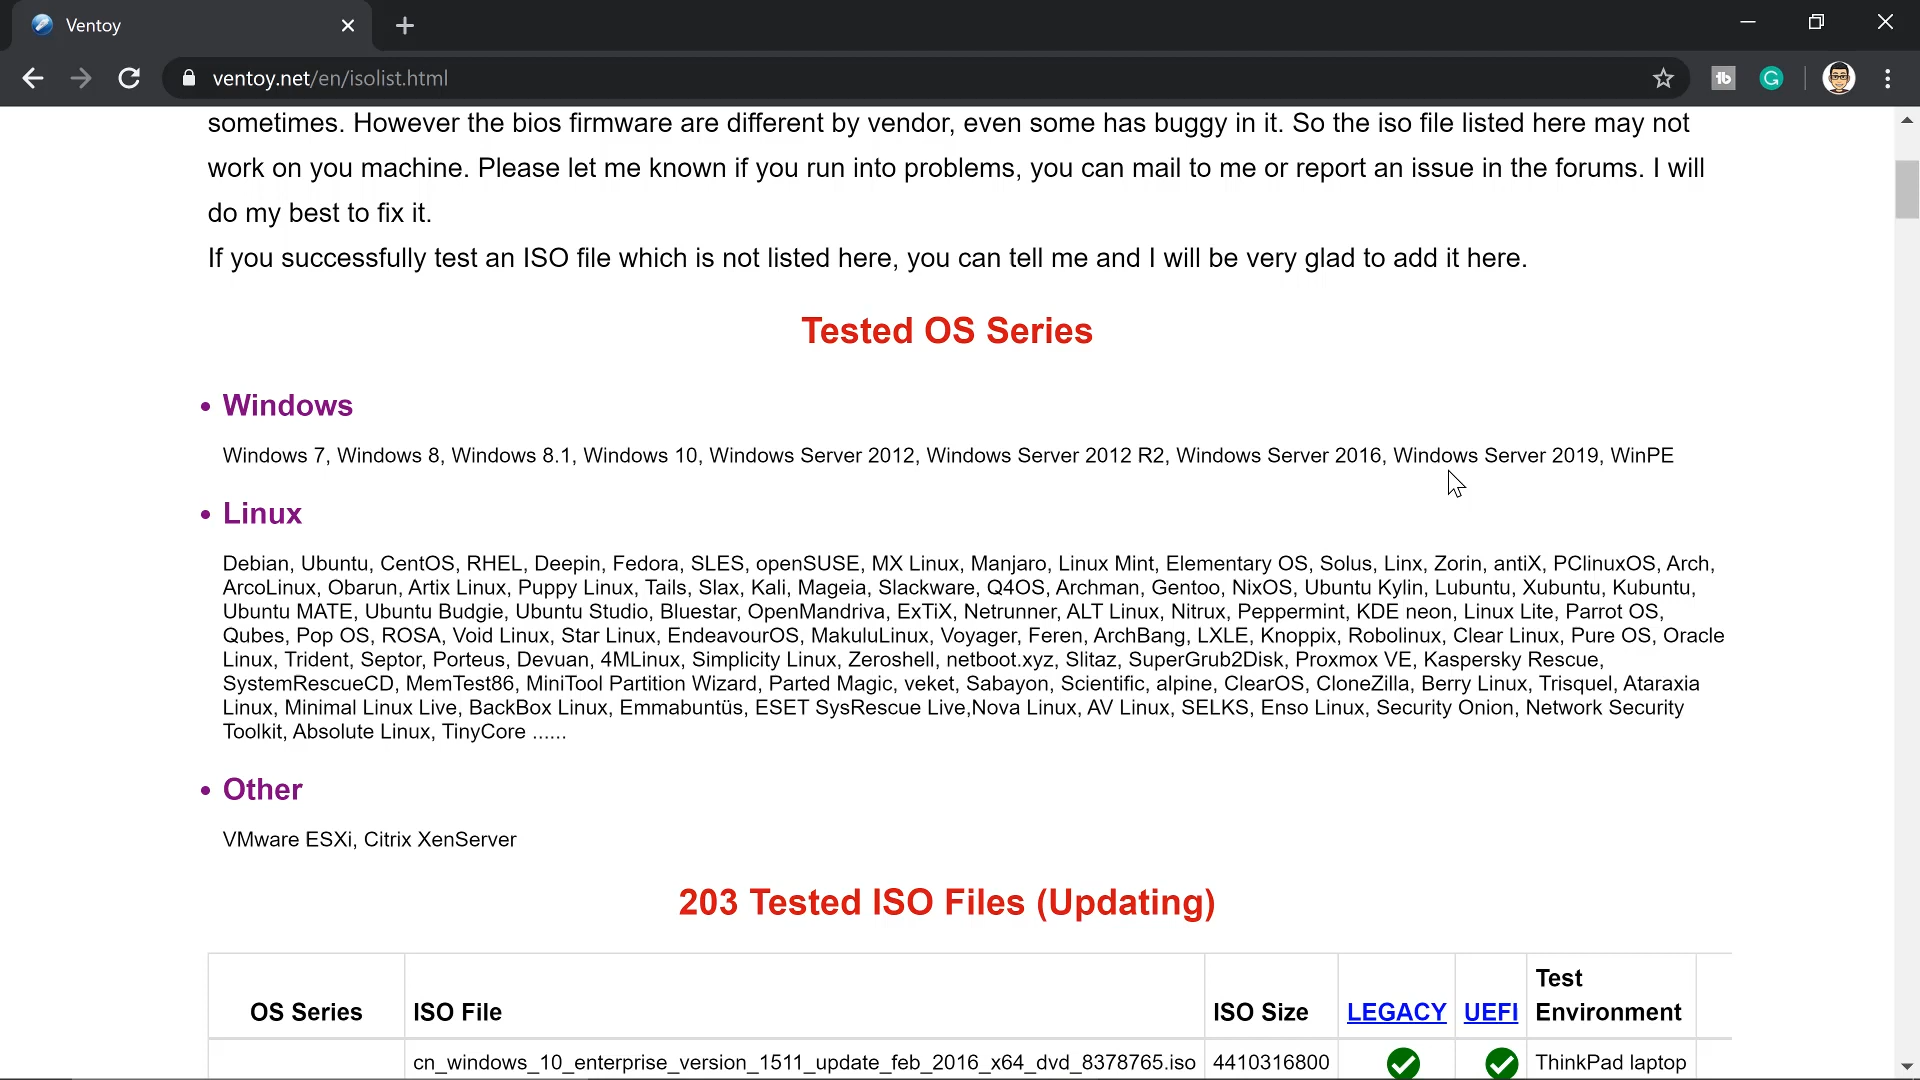 Ventoy
ventoy.net/en/isolist.html
sometimes. However the bios firmware are different by vendor, even some has buggy in it. So the iso file listed here may not
work on you machine. Please let me known if you run into problems, you can mail to me or report an issue in the forums. I will
do my best to fix it.
If you successfully test an ISO file which is not listed here, you can tell me and I will be very glad to add it here.
Tested OS Series
• Windows
Windows 7, Windows 8, Windows 8.1, Windows 10, Windows Server 2012, Windows Server 2012 R2, Windows Server 2016, Windows Server 2019, WinPE
• Linux
Debian, Ubuntu, CentOS, RHEL, Deepin, Fedora, SLES, openSUSE, MX Linux, Manjaro, Linux Mint, Elementary OS, Solus, Linx, Zorin, antiX, PClinuxOS, Arch,
ArcoLinux, Obarun, Artix Linux, Puppy Linux, Tails, Slax, Kali, Mageia, Slackware, Q4OS, Archman, Gentoo, NixOS, Ubuntu Kylin, Lubuntu, Xubuntu, Kubuntu,
Ubuntu MATE, Ubuntu Budgie, Ubuntu Studio, Bluestar, OpenMandriva, ExTiX, Netrunner, ALT Linux, Nitrux, Peppermint, KDE neon, Linux Lite, Parrot OS,
Qubes, Pop OS, ROSA, Void Linux, Star Linux, EndeavourOS, MakuluLinux, Voyager, Feren, ArchBang, LXLE, Knoppix, Robolinux, Clear Linux, Pure OS, Oracle
Linux, Trident, Septor, Porteus, Devuan, 4MLinux, Simplicity Linux, Zeroshell, netboot.xyz, Slitaz, SuperGrub2Disk, Proxmox VE, Kaspersky Rescue,
SystemRescueCD, MemTest86, MiniTool Partition Wizard, Parted Magic, veket, Sabayon, Scientific, alpine, ClearOS, CloneZilla, Berry Linux, Trisquel, Ataraxia
Linux, Minimal Linux Live, BackBox Linux, Emmabuntüs, ESET SysRescue Live,Nova Linux, AV Linux, SELKS, Enso Linux, Security Onion, Network Security
Toolkit, Absolute Linux, TinyCore ......
• Other
VMware ESXi, Citrix XenServer
203 Tested ISO Files (Updating)
OS Series ISO File ISO Size LEGACY UEFI Test Environment
cn_windows_10_enterprise_version_1511_update_feb_2016_x64_dvd_8378765.iso 4410316800 ThinkPad laptop